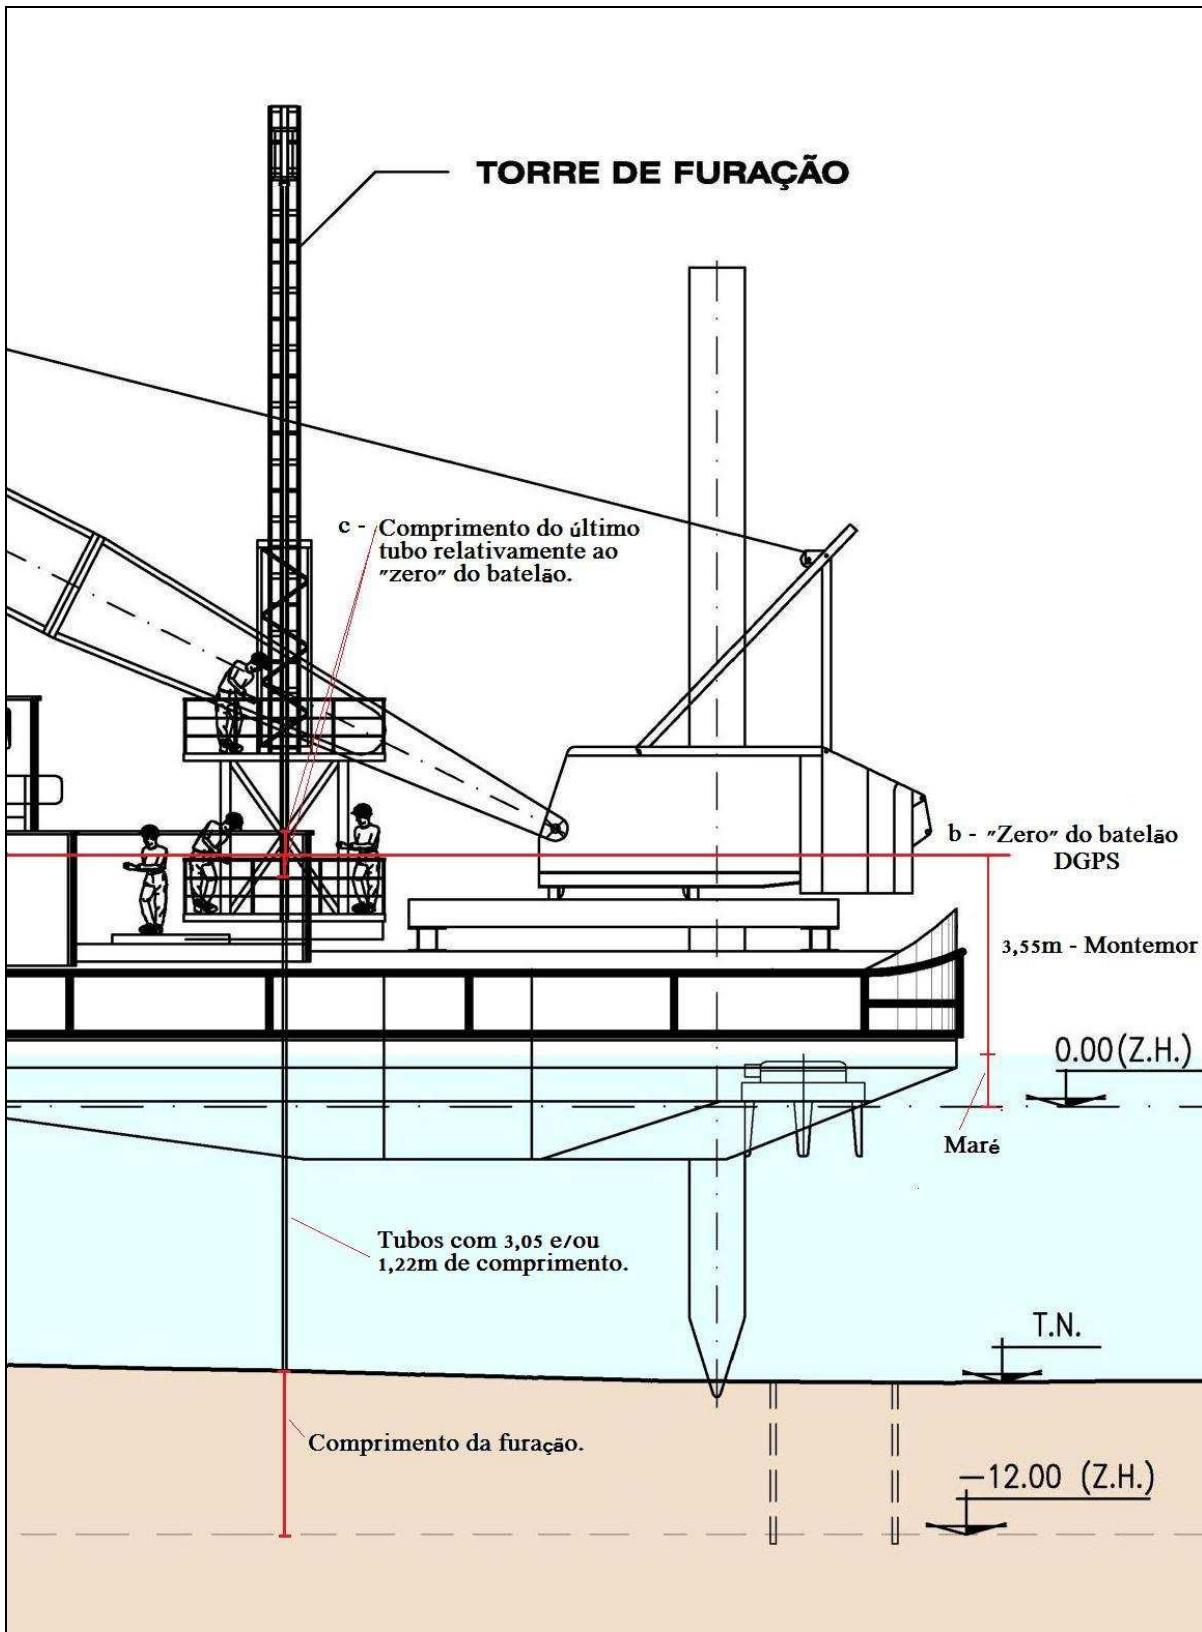 TORRE DE FURAÇÃO
c - Comprimento do último
tubo relativamente ao
"zero" do batelão.
b - "Zero" do batelão
DGPS
3,55m - Montemor
0.00 (Z.H.)
Maré
Tubos com 3,05 e/ou
1,22m de comprimento.
T.N.
Comprimento da furação.
—12.00 (Z.H.)